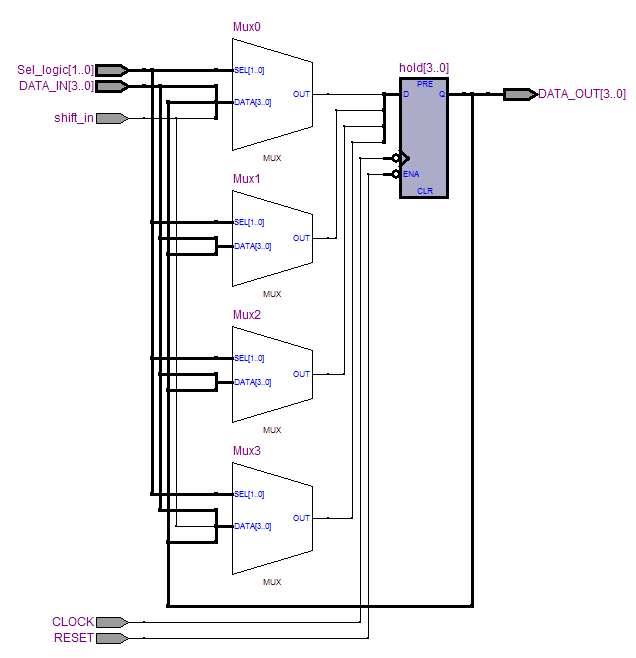 Mux0
Sel_logic[1..0]
SEL[1..0]
hold[3..0]
DATA_IN[3..0]
PRE
DATA[3..0]
OUT
D
Q
DATA_OUT[3..0]
shift_in
MUX
ENA
Mux1
CLR
SEL[1..0]
DATA[3..0]
OUT
MUX
Mux2
SEL[1..0]
DATA[3..0]
OUT
MUX
Mux3
SEL[1..0]
DATA[3..0]
OUT
MUX
CLOCK
RESET